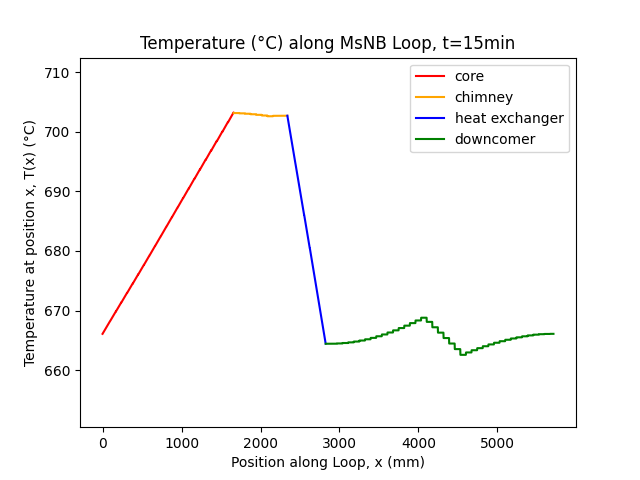 Temperature (°C) along MsNB Loop, t=15min
Temperature at position x, T(x) (°C)
710
700
690
680
670
660
core
chimney
heat exchanger
downcomer
0 1000 2000 3000 4000 5000
Position along Loop, x (mm)